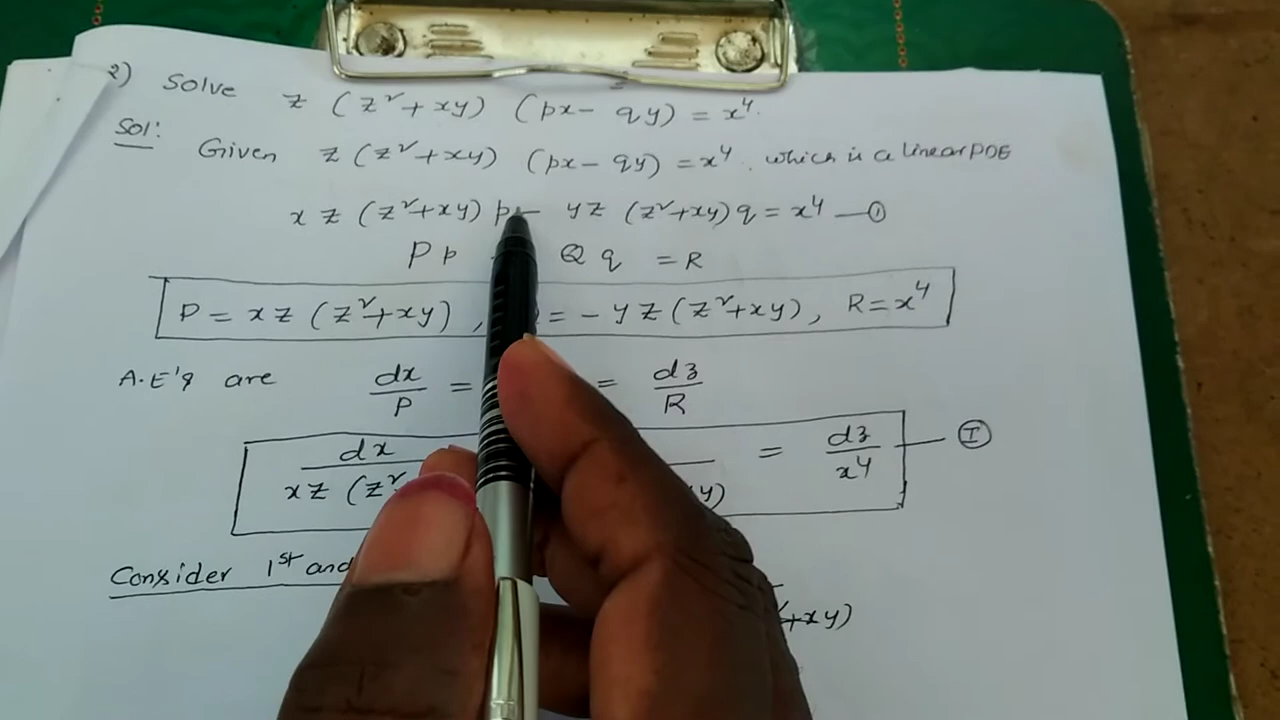 2) Solve z (z²+xy) (px- qy) = x⁴.
Sol: Given z (z²+xy) (px- qy) = x⁴. which is a linear PDE
xz (z²+xy) p - yz (z²+xy) q = x⁴ — ①
Pp Qq = R
P = xz (z²+xy), = -yz (z²+xy), R = x⁴
A.E's are dx/P = = dz/R
dx/xz (z² y) = dz/x⁴ — Ⓘ
Consider 1st and
+xy)